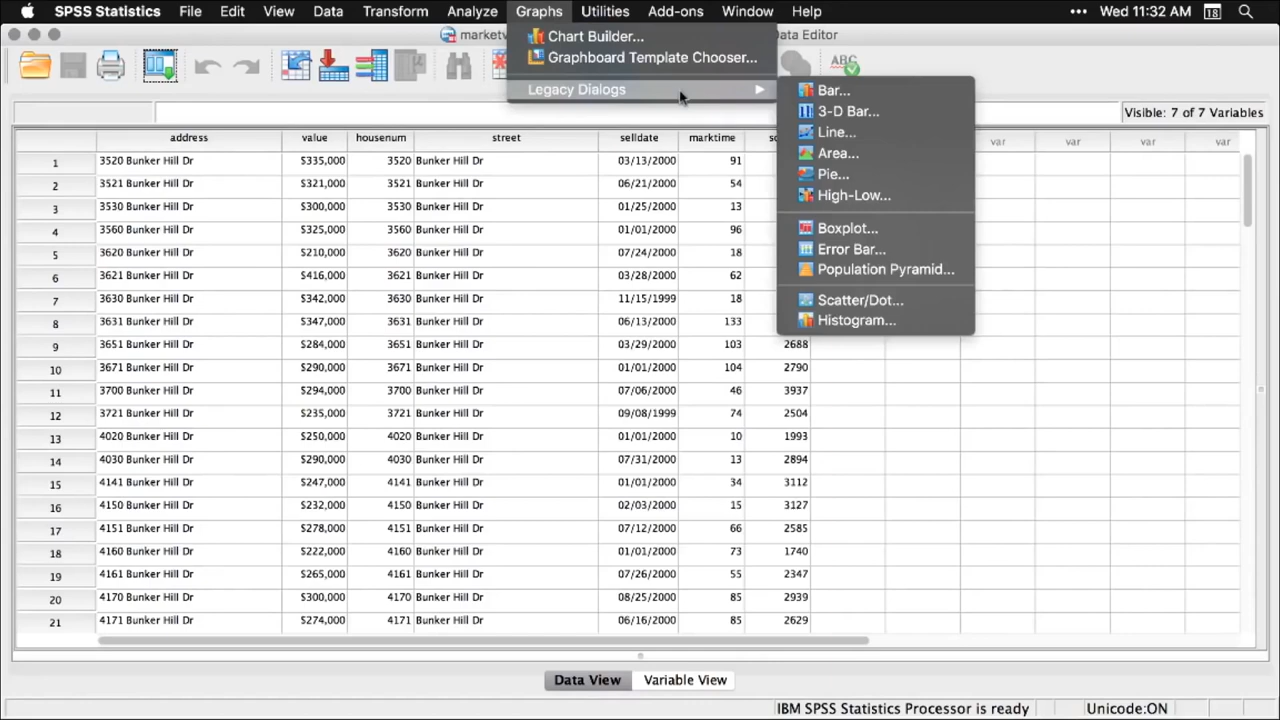 SPSS Statistics File Edit View Data Transform Analyze Graphs Utilities Add-ons Window Help ••• Wed 11:32 AM 18
Data Editor
Chart Builder...
Graphboard Template Chooser...
Legacy Dialogs
ABC
Bar...
3-D Bar...
Line...
Area...
Pie...
High-Low...
Boxplot...
Error Bar...
Population Pyramid...
Scatter/Dot...
Histogram...
Visible: 7 of 7 Variables
address value housenum street selldate marktime var var var var
1 3520 Bunker Hill Dr $335,000 3520 Bunker Hill Dr 03/13/2000 91
2 3521 Bunker Hill Dr $321,000 3521 Bunker Hill Dr 06/21/2000 54
3 3530 Bunker Hill Dr $300,000 3530 Bunker Hill Dr 01/25/2000 13
4 3560 Bunker Hill Dr $325,000 3560 Bunker Hill Dr 01/01/2000 96
5 3620 Bunker Hill Dr $210,000 3620 Bunker Hill Dr 07/24/2000 18
6 3621 Bunker Hill Dr $416,000 3621 Bunker Hill Dr 03/28/2000 62
7 3630 Bunker Hill Dr $342,000 3630 Bunker Hill Dr 11/15/1999 18
8 3631 Bunker Hill Dr $347,000 3631 Bunker Hill Dr 06/13/2000 133
9 3651 Bunker Hill Dr $284,000 3651 Bunker Hill Dr 03/29/2000 103 2688
10 3671 Bunker Hill Dr $290,000 3671 Bunker Hill Dr 01/01/2000 104 2790
11 3700 Bunker Hill Dr $294,000 3700 Bunker Hill Dr 07/06/2000 46 3937
12 3721 Bunker Hill Dr $235,000 3721 Bunker Hill Dr 09/08/1999 74 2504
13 4020 Bunker Hill Dr $250,000 4020 Bunker Hill Dr 01/01/2000 10 1993
14 4030 Bunker Hill Dr $290,000 4030 Bunker Hill Dr 07/31/2000 13 2894
15 4141 Bunker Hill Dr $247,000 4141 Bunker Hill Dr 01/01/2000 34 3112
16 4150 Bunker Hill Dr $232,000 4150 Bunker Hill Dr 02/03/2000 15 3127
17 4151 Bunker Hill Dr $278,000 4151 Bunker Hill Dr 07/12/2000 66 2585
18 4160 Bunker Hill Dr $222,000 4160 Bunker Hill Dr 01/01/2000 73 1740
19 4161 Bunker Hill Dr $265,000 4161 Bunker Hill Dr 07/26/2000 55 2347
20 4170 Bunker Hill Dr $300,000 4170 Bunker Hill Dr 08/25/2000 85 2939
21 4171 Bunker Hill Dr $274,000 4171 Bunker Hill Dr 06/16/2000 85 2629
Data View Variable View
IBM SPSS Statistics Processor is ready Unicode:ON